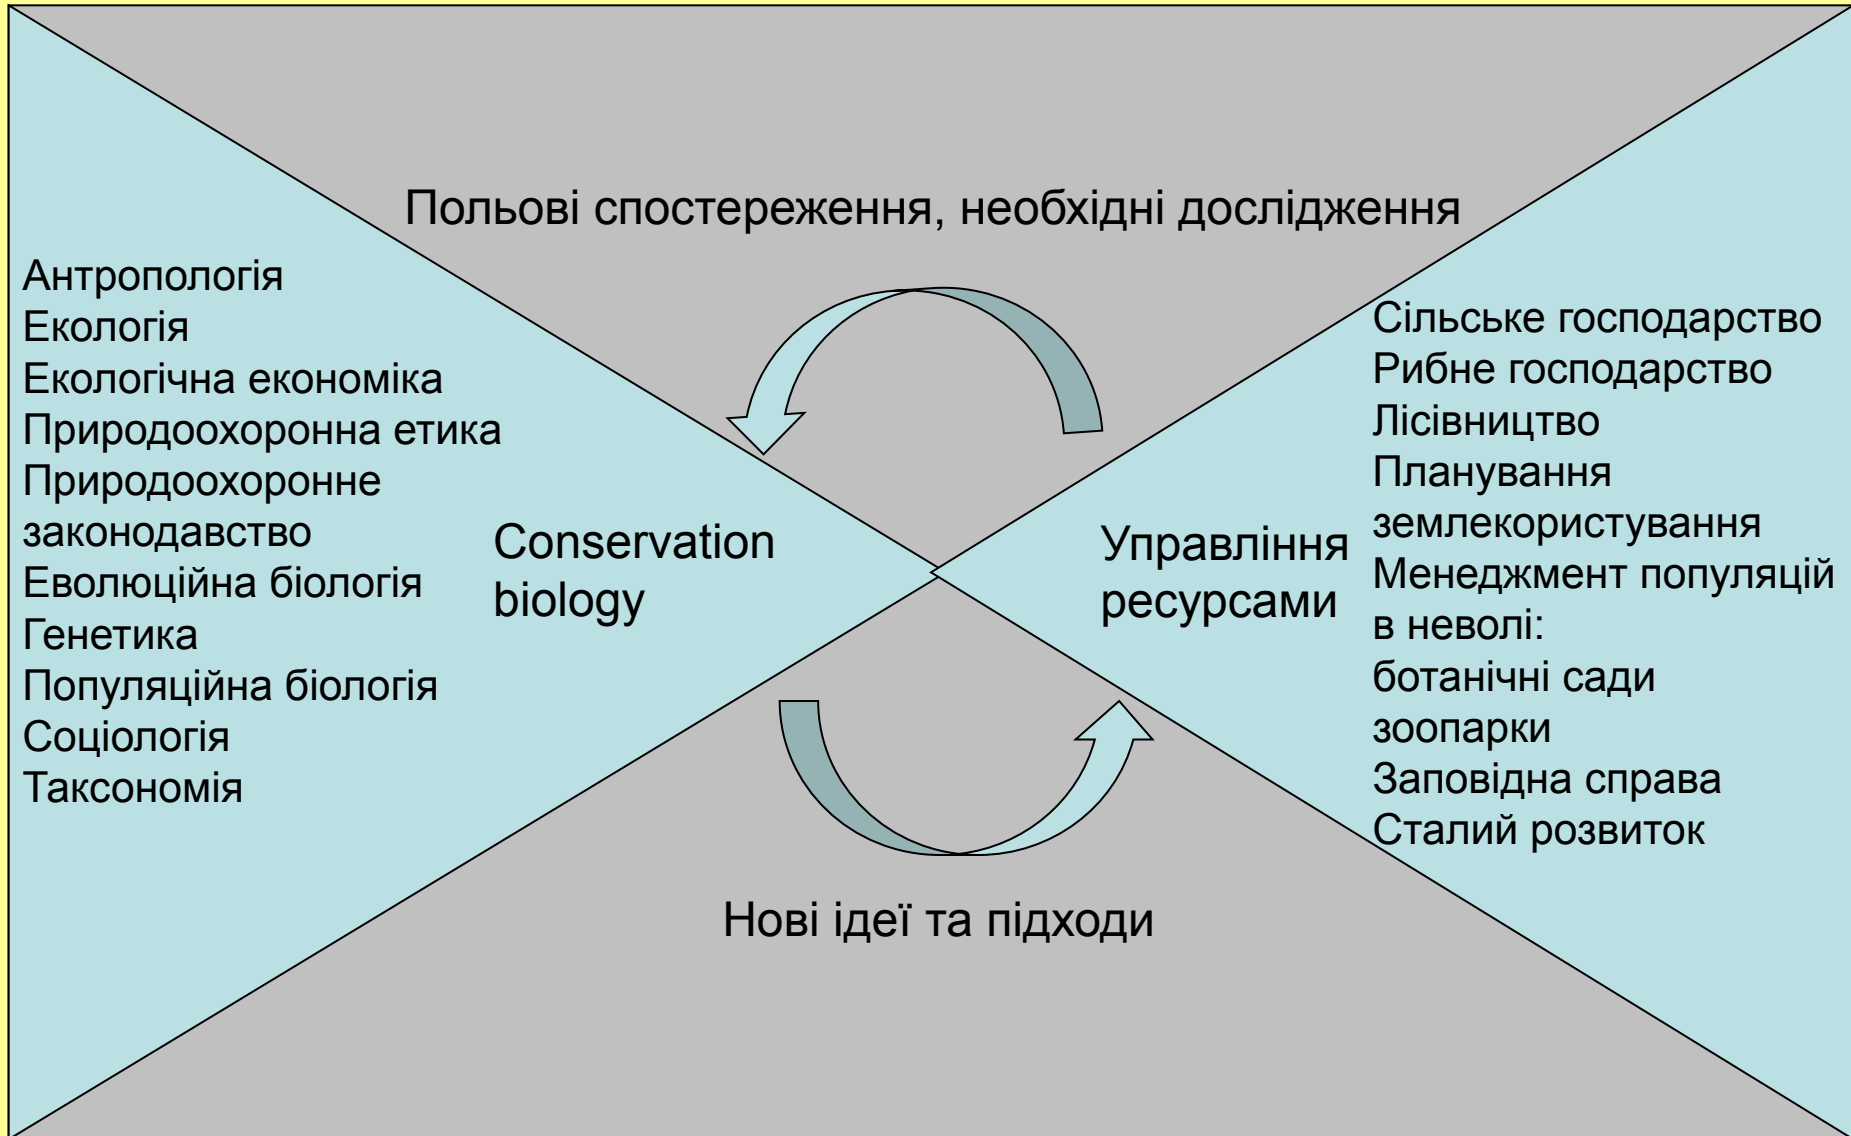 Польові спостереження, необхідні дослідження
Антропологія
Екологія
Екологічна економіка
Природоохоронна етика
Природоохоронне
законодавство
Еволюційна біологія
Генетика
Популяційна біологія
Соціологія
Таксономія
Conservation
biology
Управління
ресурсами
Сільське господарство
Рибне господарство
Лісівництво
Планування
землекористування
Менеджмент популяцій
в неволі:
ботанічні сади
зоопарки
Заповідна справа
Сталий розвиток
Нові ідеї та підходи